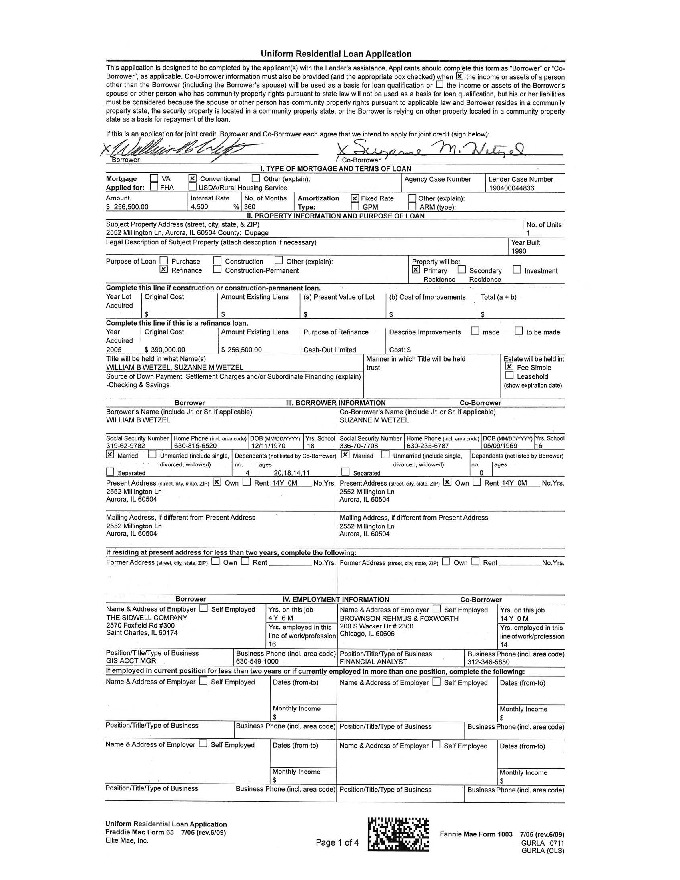 Uniform Residential Loan Application
This application is designed to be completed by the applicant(s) with the Lender's assistance. Applicants should complete this form as "Borrower" or "Co-
Borrower", as applicable. Co-Borrower information must also be provided (and the appropriate box checked) when ☒ the income or assets of a person
other than the Borrower (including the Borrower's spouse) will be used as a basis for loan qualification or ☐ the income or assets of the Borrower's
spouse or other person who has community property rights pursuant to state law will not be used as a basis for loan qualification, but his or her liabilities
must be considered because the spouse or other person has community property rights pursuant to applicable law and Borrower resides in a community
property state, the security property is located in a community property state, or the Borrower is relying on other property located in a community property
state as a basis for repayment of the loan.
If this is an application for joint credit, Borrower and Co-Borrower each agree that we intend to apply for joint credit (sign below):
X X Suzanne M. Wetzel
Borrower Co-Borrower
I. TYPE OF MORTGAGE AND TERMS OF LOAN
Mortgage ☐ VA ☒ Conventional ☐ Other (explain): Agency Case Number Lender Case Number
Applied for: ☐ FHA ☐ USDA/Rural Housing Service
Amount Interest Rate No. of Months Amortization ☒ Fixed Rate ☐ Other (explain):
$ 256,500.00 4.500 % 360 Type: ☐ GPM ☐ ARM (type):
II. PROPERTY INFORMATION AND PURPOSE OF LOAN
Subject Property Address (street, city, state, & ZIP) No. of Units
2552 Millington Ln, Aurora, IL 60504 County: Dupage 1
Legal Description of Subject Property (attach description if necessary) Year Built
1990
Purpose of Loan ☐ Purchase ☐ Construction ☐ Other (explain): Property will be:
☒ Refinance ☐ Construction-Permanent ☒ Primary Residence ☐ Secondary Residence ☐ Investment
Complete this line if construction or construction-permanent loan.
Year Lot Acquired Original Cost Amount Existing Liens (a) Present Value of Lot (b) Cost of Improvements Total (a + b)
$ $ $ $ $
Complete this line if this is a refinance loan.
Year Acquired Original Cost Amount Existing Liens Purpose of Refinance Describe Improvements ☐ made ☐ to be made
$ 390,000.00 $ 256,500.00 Cash-Out Limited Cost: $
Title will be held in what Name(s) Manner in which Title will be held Estate will be held in:
WILLIAM B WETZEL, SUZANNE M WETZEL trust ☒ Fee Simple
Source of Down Payment, Settlement Charges and/or Subordinate Financing (explain) ☐ Leasehold
-Checking & Savings (show expiration date)
Borrower III. BORROWER INFORMATION Co-Borrower
Borrower's Name (include Jr. or Sr. if applicable) Co-Borrower's Name (include Jr. or Sr. if applicable)
WILLIAM B WETZEL SUZANNE M WETZEL
Social Security Number Home Phone (incl. area code) DOB (MM/DD/YYYY) Yrs. School Social Security Number Home Phone (incl. area code) DOB (MM/DD/YYYY) Yrs. School
12/11/1970 16 16
☒ Married ☐ Unmarried (include single, divorced, widowed) Dependents (not listed by Co-Borrower) ☒ Married ☐ Unmarried (include single, divorced, widowed) Dependents (not listed by Borrower)
☐ Separated no. 4 ages 20,18,14,11 ☐ Separated no. 0 ages
Present Address (street, city, state, ZIP) ☒ Own ☐ Rent 14Y 0M No.Yrs. Present Address (street, city, state, ZIP) ☒ Own ☐ Rent 14Y 0M No.Yrs.
2552 Millington Ln 2552 Millington Ln
Aurora, IL 60504 Aurora, IL 60504
Mailing Address, if different from Present Address Mailing Address, if different from Present Address
2552 Millington Ln 2552 Millington Ln
Aurora, IL 60504 Aurora, IL 60504
If residing at present address for less than two years, complete the following:
Former Address (street, city, state, ZIP) ☐ Own ☐ Rent No.Yrs. Former Address (street, city, state, ZIP) ☐ Own ☐ Rent No.Yrs.
Borrower IV. EMPLOYMENT INFORMATION Co-Borrower
Name & Address of Employer ☐ Self Employed Yrs. on this job Name & Address of Employer ☐ Self Employed Yrs. on this job
THE SIDWELL COMPANY 4Y 6M BROWNSON REHMUS & FOXWORTH 14Y 0M
2570 Foxfield Rd #300 Yrs. employed in this 200 S Wacker Dr # 2300 Yrs. employed in this
Saint Charles, IL 60174 line of work/profession Chicago, IL 60606 line of work/profession
16 14
Position/Title/Type of Business Business Phone (incl. area code) Position/Title/Type of Business Business Phone (incl. area code)
GIS ACCT MGR 630-549-1000 FINANCIAL ANALYST
If employed in current position for less than two years or if currently employed in more than one position, complete the following:
Name & Address of Employer ☐ Self Employed Dates (from-to) Name & Address of Employer ☐ Self Employed Dates (from-to)
Monthly Income Monthly Income
$ $
Position/Title/Type of Business Business Phone (incl. area code) Position/Title/Type of Business Business Phone (incl. area code)
Name & Address of Employer ☐ Self Employed Dates (from-to) Name & Address of Employer ☐ Self Employed Dates (from-to)
Monthly Income Monthly Income
$ $
Position/Title/Type of Business Business Phone (incl. area code) Position/Title/Type of Business Business Phone (incl. area code)
Uniform Residential Loan Application
Freddie Mac Form 65 7/05 (rev.6/09) Fannie Mae Form 1003 7/05 (rev.6/09)
Ellie Mae, Inc. Page 1 of 4 GURLA 0711
GURLA (CLS)